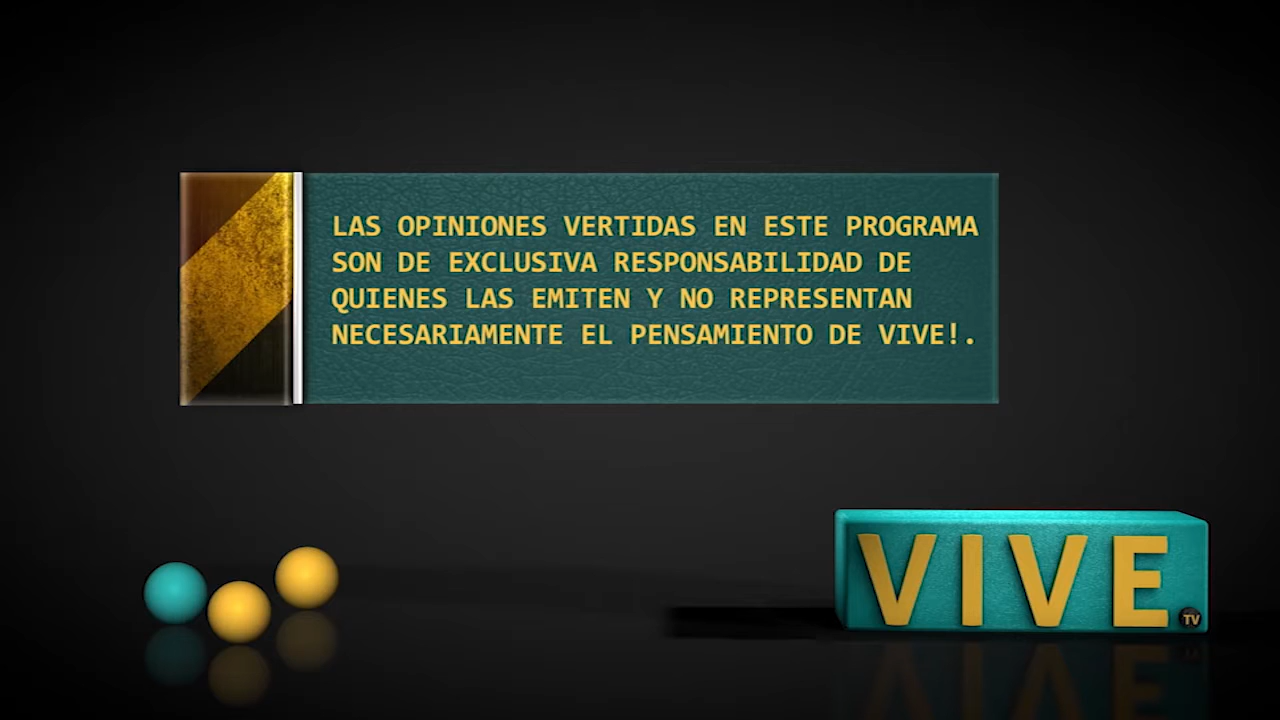 LAS OPINIONES VERTIDAS EN ESTE PROGRAMA
SON DE EXCLUSIVA RESPONSABILIDAD DE
QUIENES LAS EMITEN Y NO REPRESENTAN
NECESARIAMENTE EL PENSAMIENTO DE VIVE!.
VIVE
TV